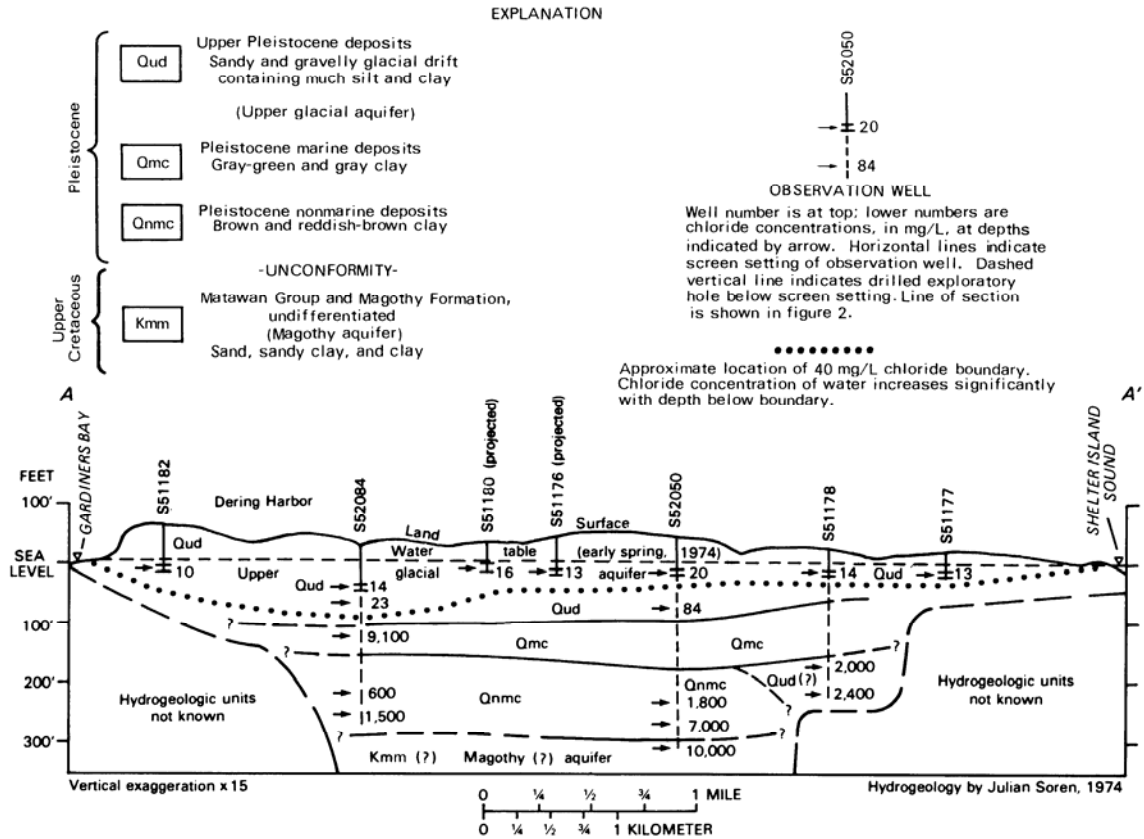 EXPLANATION
Pleistocene
Qud
Upper Pleistocene deposits
Sandy and gravelly glacial drift
containing much silt and clay
(Upper glacial aquifer)
Qmc
Pleistocene marine deposits
Gray-green and gray clay
Qnmc
Pleistocene nonmarine deposits
Brown and reddish-brown clay
-UNCONFORMITY-
Upper
Cretaceous
Kmm
Matawan Group and Magothy Formation,
undifferentiated
(Magothy aquifer)
Sand, sandy clay, and clay
S52050
20
84
OBSERVATION WELL
Well number is at top; lower numbers are
chloride concentrations, in mg/L, at depths
indicated by arrow. Horizontal lines indicate
screen setting of observation well. Dashed
vertical line indicates drilled exploratory
hole below screen setting. Line of section
is shown in figure 2.
Approximate location of 40 mg/L chloride boundary.
Chloride concentration of water increases significantly
with depth below boundary.
A
A'
GARDINERS BAY
S51182
S52084
S51180 (projected)
S51176 (projected)
S52050
S51178
S51177
SHELTER ISLAND
SOUND
FEET
100'
SEA
LEVEL
100'
200'
300'
Dering Harbor
Land
Surface
Qud
Water
table
(early spring,
1974)
10
Upper
glacial
16
13
aquifer
20
14
Qud
13
Qud
14
23
Qud
84
?
9,100
Qmc
Qmc
?
?
2,000
Qud (?)
2,400
?
Hydrogeologic units
not known
600
1,500
Qnmc
Qnmc
1,800
7.000
10,000
Hydrogeologic units
not known
?
?
Kmm (?) Magothy (?) aquifer
Vertical exaggeration x 15
Hydrogeology by Julian Soren, 1974
0 ¼ ½ ¾ 1 MILE
0 ¼ ½ ¾ 1 KILOMETER